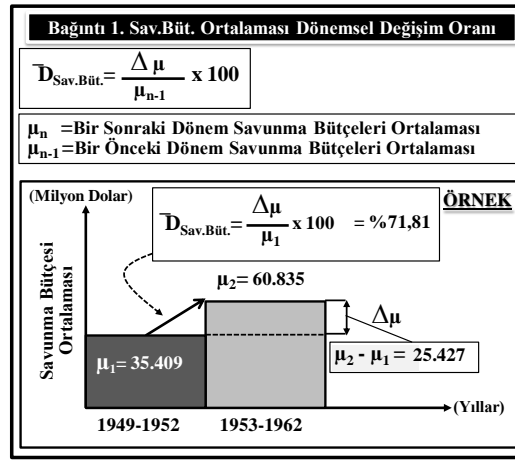 Bağıntı 1. Sav.Büt. Ortalaması Dönemsel Değişim Oranı
D̄Sav.Büt.= Δμ / μn-1 x 100
μn =Bir Sonraki Dönem Savunma Bütçeleri Ortalaması
μn-1=Bir Önceki Dönem Savunma Bütçeleri Ortalaması
(Milyon Dolar)
ÖRNEK
D̄Sav.Büt.= Δμ / μ1 x 100 = %71,81
μ2 = 60.835
Savunma Bütçesi
Ortalaması
Δμ
μ1= 35.409
μ2 - μ1 = 25.427
(Yıllar)
1949-1952 1953-1962